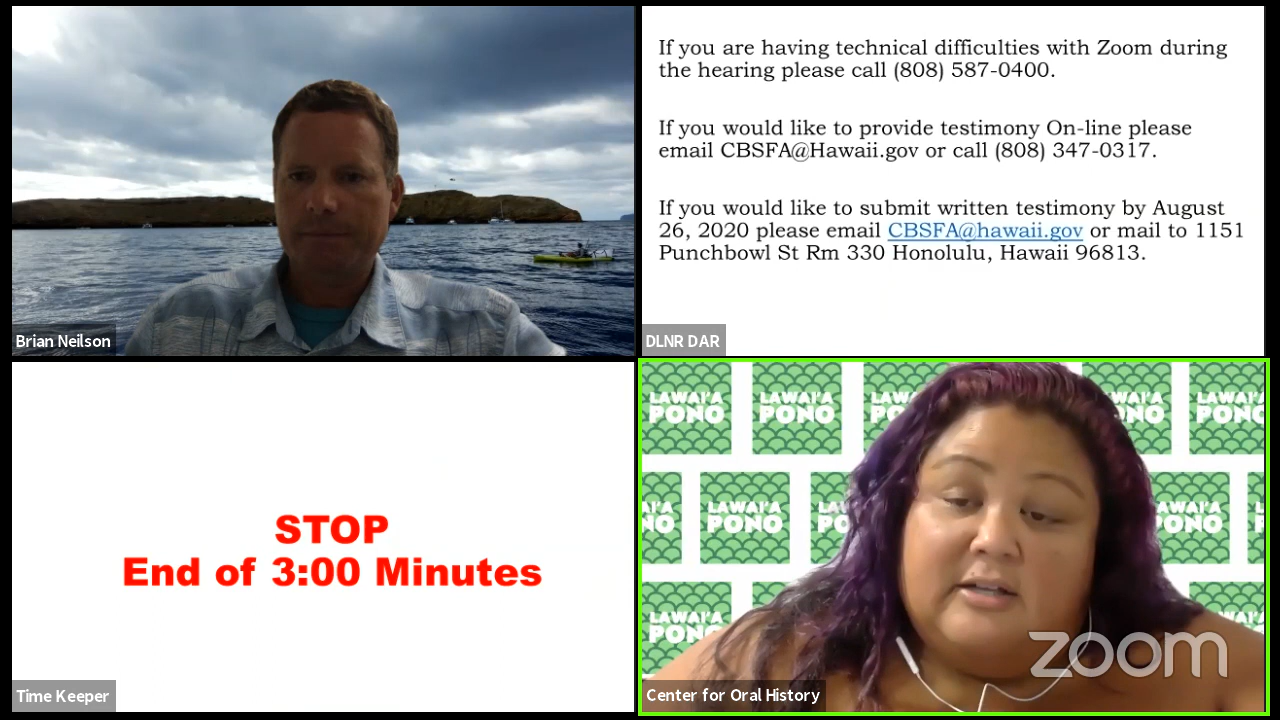 If you are having technical difficulties with Zoom during
the hearing please call (808) 587-0400.
If you would like to provide testimony On-line please
email CBSFA@Hawaii.gov or call (808) 347-0317.
If you would like to submit written testimony by August
26, 2020 please email CBSFA@hawaii.gov or mail to 1151
Punchbowl St Rm 330 Honolulu, Hawaii 96813.
Brian Neilson
DLNR DAR
STOP
End of 3:00 Minutes
Time Keeper
LAWAI'A
PONO
LAWAI'A
PONO
LAWAI'A
PONO
zoom
Center for Oral History